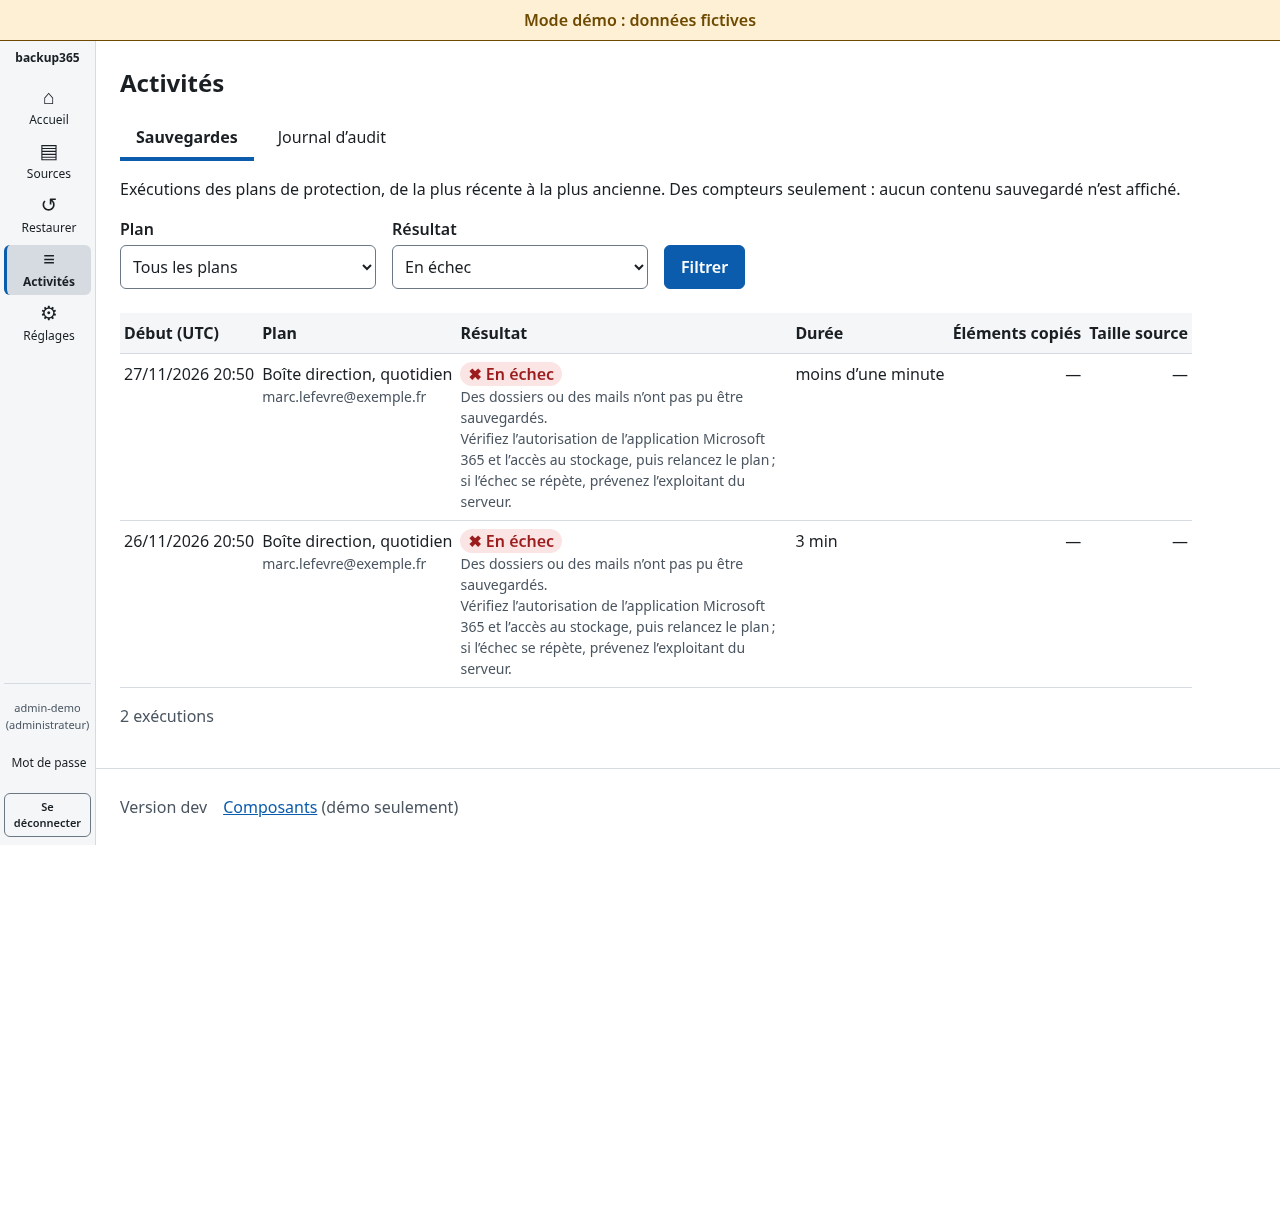 Mode démo : données fictives
backup365
Accueil
Sources
Restaurer
Activités
Réglages
admin-demo
(administrateur)
Mot de passe
Se
déconnecter
Activités
Sauvegardes
Journal d’audit
Exécutions des plans de protection, de la plus récente à la plus ancienne. Des compteurs seulement : aucun contenu sauvegardé n’est affiché.
Plan
Résultat
Tous les plans
En échec
Filtrer
Début (UTC) Plan Résultat Durée Éléments copiés Taille source
27/11/2026 20:50 Boîte direction, quotidien ✖ En échec moins d’une minute — —
marc.lefevre@exemple.fr Des dossiers ou des mails n’ont pas pu être
sauvegardés.
Vérifiez l’autorisation de l’application Microsoft
365 et l’accès au stockage, puis relancez le plan ;
si l’échec se répète, prévenez l’exploitant du
serveur.
26/11/2026 20:50 Boîte direction, quotidien ✖ En échec 3 min — —
marc.lefevre@exemple.fr Des dossiers ou des mails n’ont pas pu être
sauvegardés.
Vérifiez l’autorisation de l’application Microsoft
365 et l’accès au stockage, puis relancez le plan ;
si l’échec se répète, prévenez l’exploitant du
serveur.
2 exécutions
Version dev Composants (démo seulement)